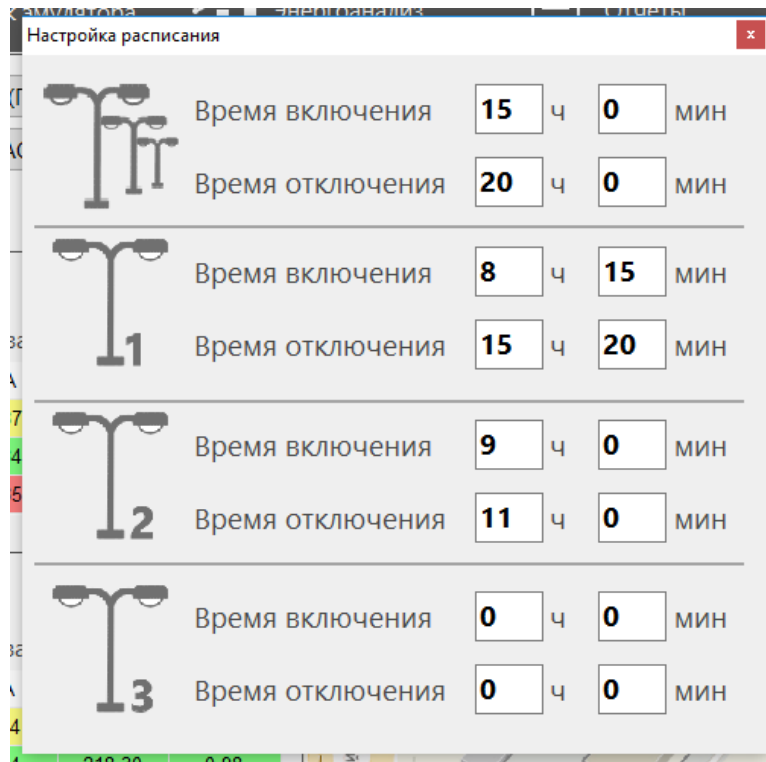 Энергоанализ
Отчеты
Настройка расписания
x
Время включения 15 ч 0 мин
Время отключения 20 ч 0 мин
1
Время включения 8 ч 15 мин
Время отключения 15 ч 20 мин
2
Время включения 9 ч 0 мин
Время отключения 11 ч 0 мин
3
Время включения 0 ч 0 мин
Время отключения 0 ч 0 мин